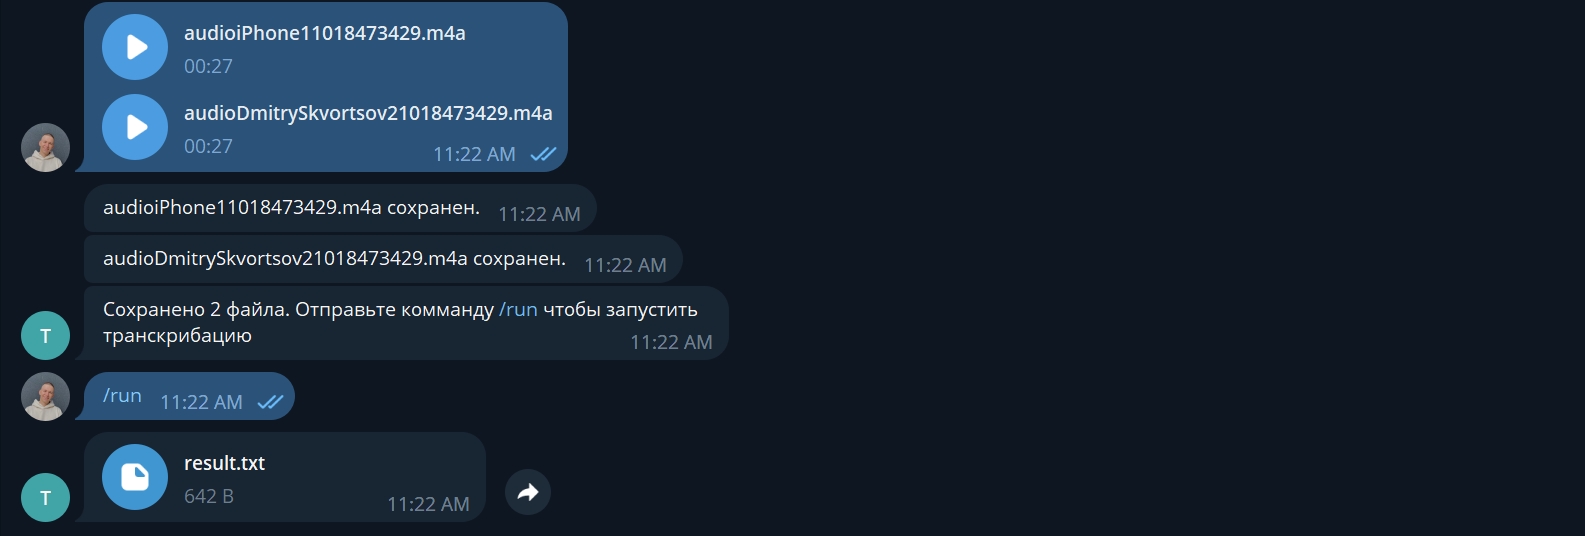 audioiPhone11018473429.m4a
00:27
audioDmitrySkvortsov21018473429.m4a
00:27
11:22 AM
audioiPhone11018473429.m4a сохранен. 11:22 AM
audioDmitrySkvortsov21018473429.m4a сохранен. 11:22 AM
Сохранено 2 файла. Отправьте комманду /run чтобы запустить
транскрибацию
11:22 AM
T
/run 11:22 AM
result.txt
642 B
11:22 AM
T